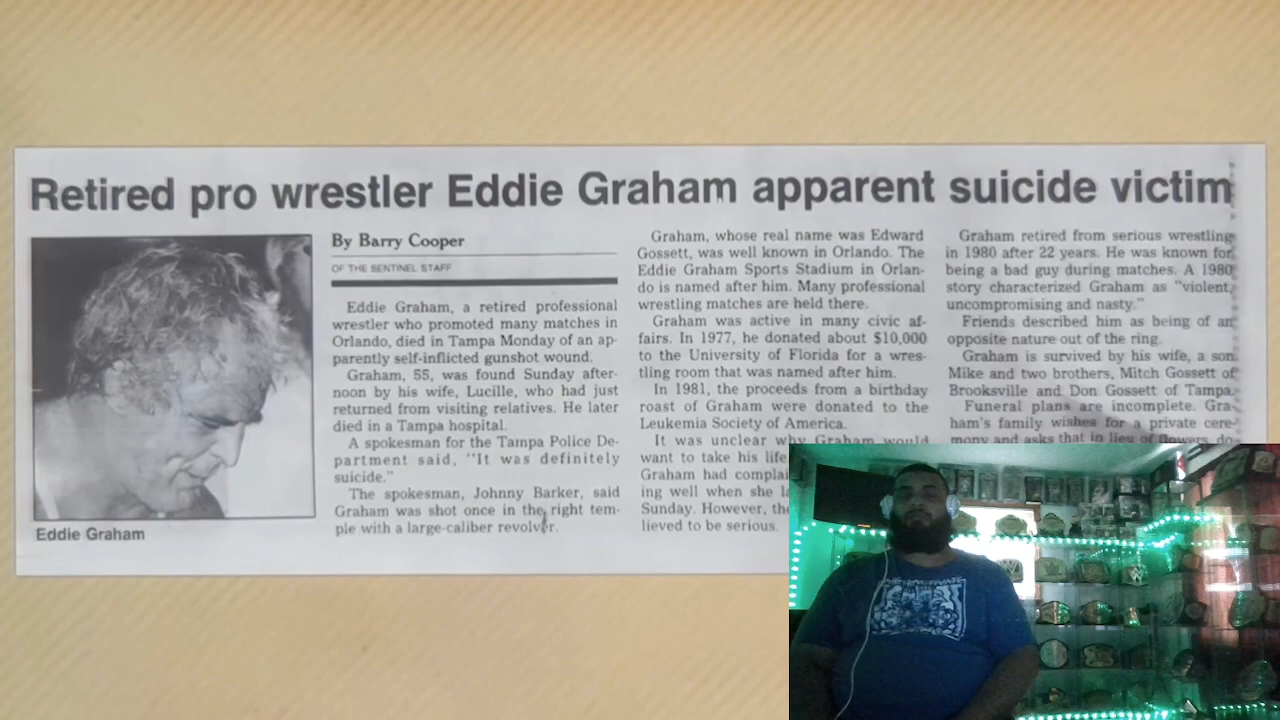 Retired pro wrestler Eddie Graham apparent suicide victim
Eddie Graham
By Barry Cooper
OF THE SENTINEL STAFF
Eddie Graham, a retired professional
wrestler who promoted many matches in
Orlando, died in Tampa Monday of an ap-
parently self-inflicted gunshot wound.
Graham, 55, was found Sunday after-
noon by his wife, Lucille, who had just
returned from visiting relatives. He later
died in a Tampa hospital.
A spokesman for the Tampa Police De-
partment said, "It was definitely
suicide."
The spokesman, Johnny Barker, said
Graham was shot once in the right tem-
ple with a large-caliber revolver.
Graham, whose real name was Edward
Gossett, was well known in Orlando. The
Eddie Graham Sports Stadium in Orlan-
do is named after him. Many professional
wrestling matches are held there.
Graham was active in many civic af-
fairs. In 1977, he donated about $10,000
to the University of Florida for a wres-
tling room that was named after him.
In 1981, the proceeds from a birthday
roast of Graham were donated to the
Leukemia Society of America.
It was unclear why Graham would
want to take his life
Graham had
ing well when she
Sunday. However,
lieved to be serious.
Graham retired from serious wrestling
in 1980 after 22 years. He was known for
being a bad guy during matches. A 1980
story characterized Graham as "violent,
uncompromising and nasty."
Friends described him as being of an
opposite nature out of the ring.
Graham is survived by his wife, a son
Mike and two brothers, Mitch Gossett of
Brooksville and Don Gossett of Tampa.
Funeral plans are incomplete. Gra-
ham's family wishes for a private cere-
mony and asks that in lieu of flowers, do-